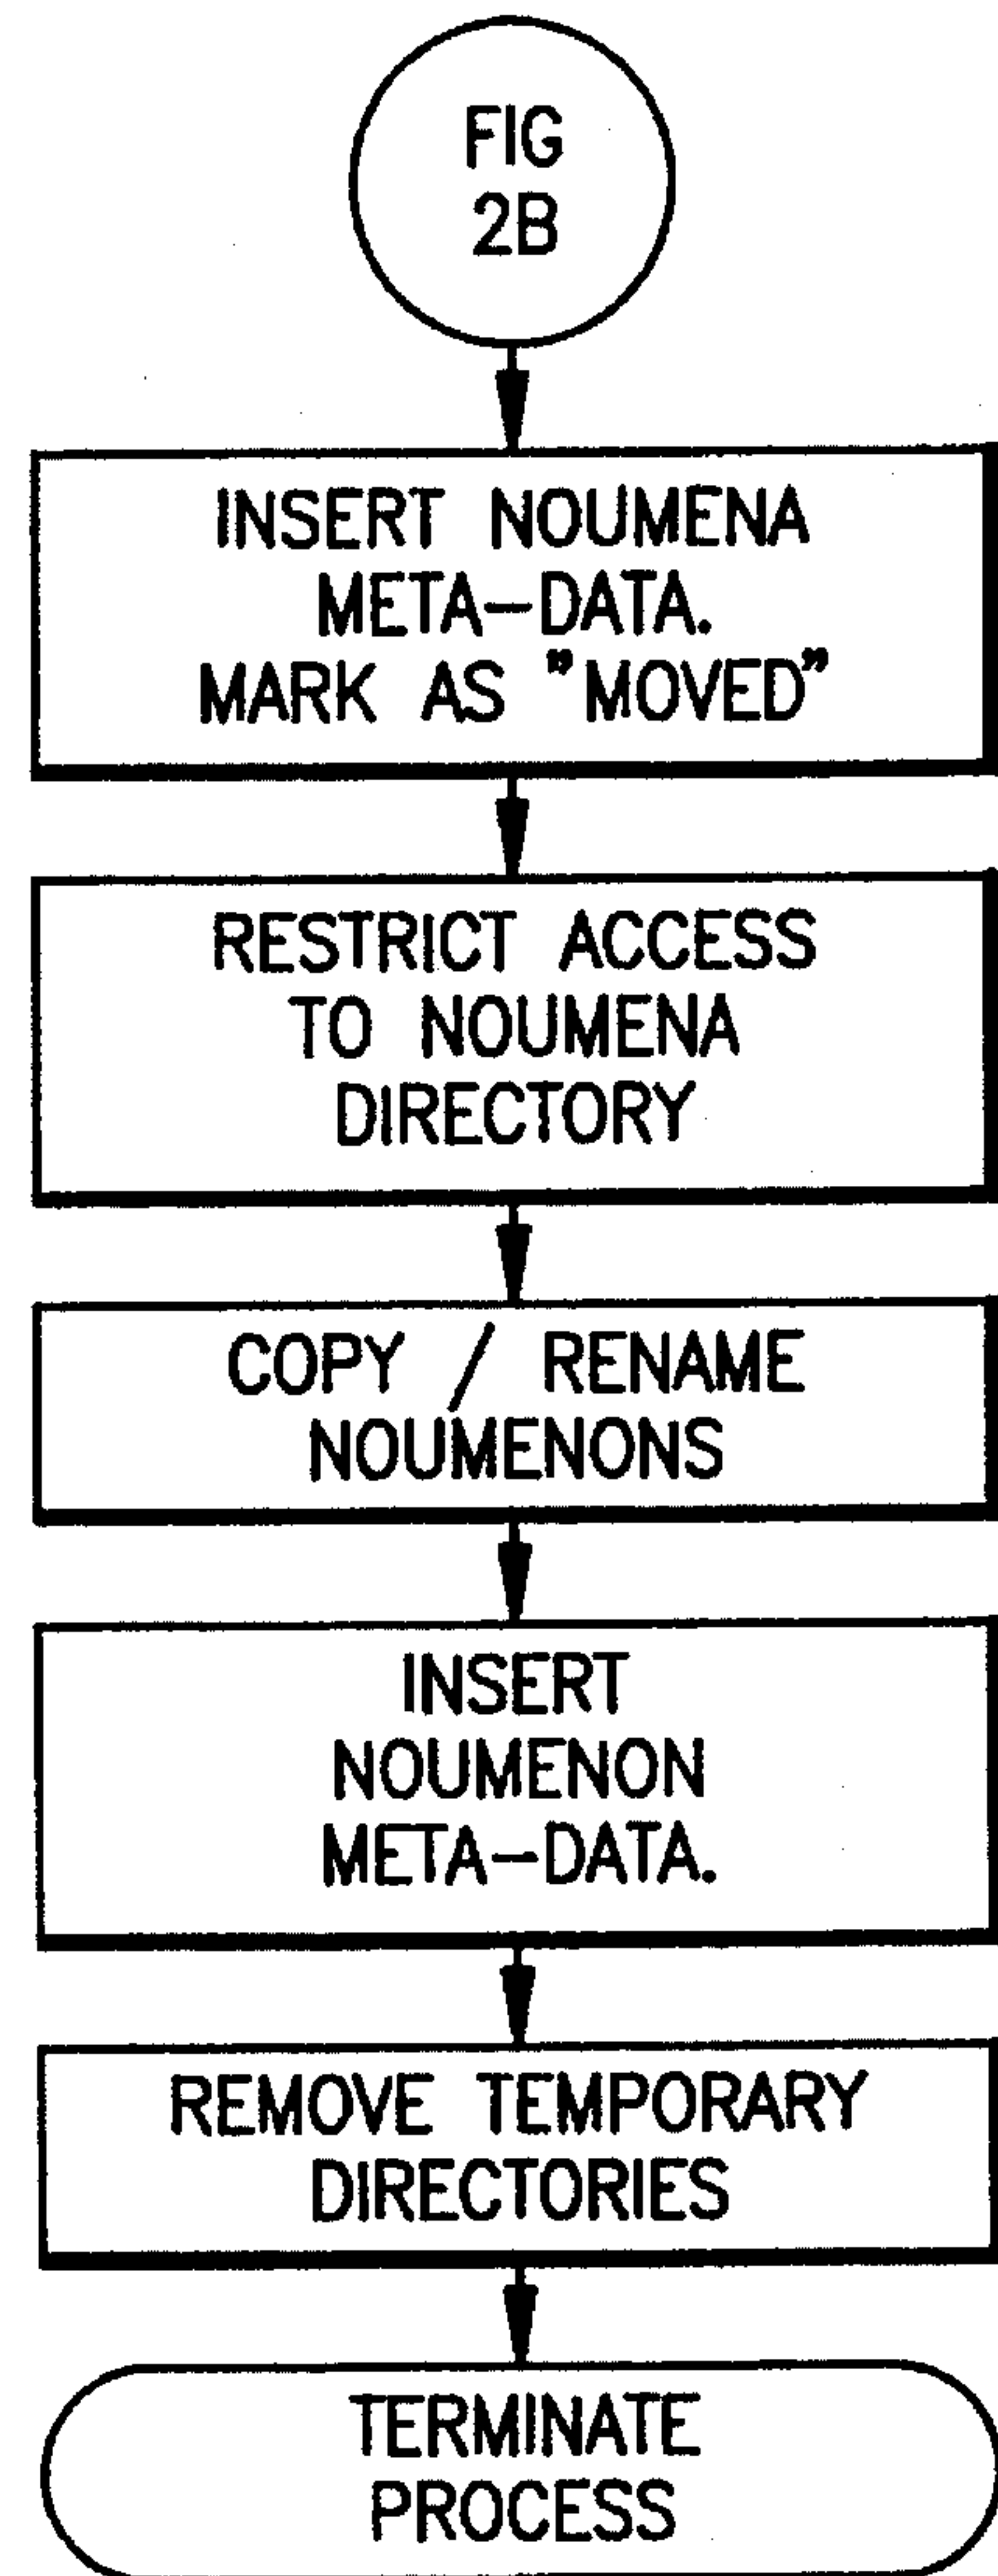 FIG
2B
INSERT NOUMENA
META-DATA.
MARK AS "MOVED"
RESTRICT ACCESS
TO NOUMENA
DIRECTORY
COPY / RENAME
NOUMENONS
INSERT
NOUMENON
META-DATA.
REMOVE TEMPORARY
DIRECTORIES
TERMINATE
PROCESS